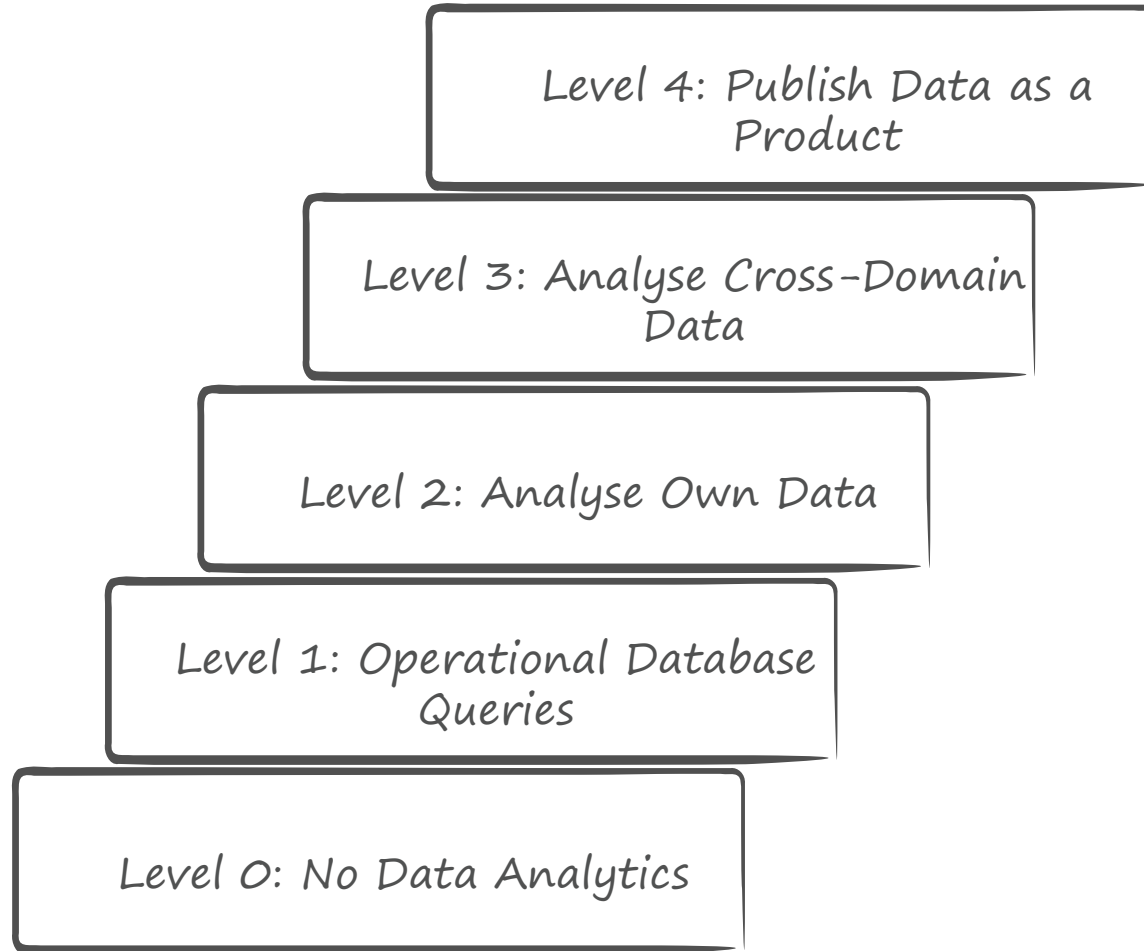 Level 4: Publish Data as a
Product
Level 3: Analyse Cross-Domain
Data
Level 2: Analyse Own Data
Level 1: Operational Database
Queries
Level 0: No Data Analytics